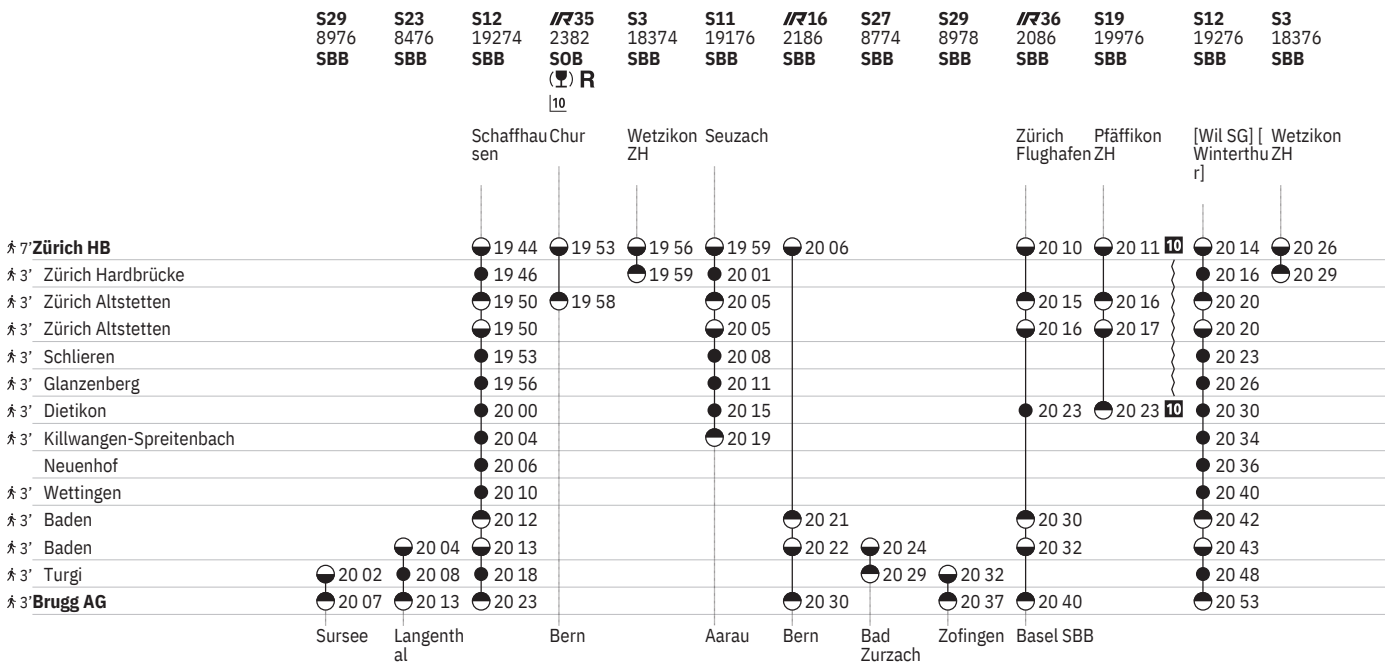 S29 S23 S12 IR35 S3 S11 IR16 S27 S29 IR36 S19 S12 S3
8976 8476 19274 2382 18374 19176 2186 8774 8978 2086 19976 19276 18376
SBB SBB SBB SOB SBB SBB SBB SBB SBB SBB SBB SBB SBB
( ) R
10
Schaffhau Chur Wetzikon Seuzach Zürich Pfäffikon [Wil SG] [ Wetzikon
sen ZH Flughafen ZH Winterthu ZH
r]
7' Zürich HB 19 44 19 53 19 56 19 59 20 06 20 10 20 11 10 20 14 20 26
3' Zürich Hardbrücke 19 46 19 59 20 01 20 16 20 29
3' Zürich Altstetten 19 50 19 58 20 05 20 15 20 16 20 20
3' Zürich Altstetten 19 50 20 05 20 16 20 17 20 20
3' Schlieren 19 53 20 08 20 23
3' Glanzenberg 19 56 20 11 20 26
3' Dietikon 20 00 20 15 20 23 20 23 10 20 30
3' Killwangen-Spreitenbach 20 04 20 19 20 34
Neuenhof 20 06 20 36
3' Wettingen 20 10 20 40
3' Baden 20 12 20 21 20 30 20 42
3' Baden 20 04 20 13 20 22 20 24 20 32 20 43
3' Turgi 20 02 20 08 20 18 20 29 20 32 20 48
3' Brugg AG 20 07 20 13 20 23 20 30 20 37 20 40 20 53
Sursee Langenth Bern Aarau Bern Bad Zofingen Basel SBB
al Zurzach